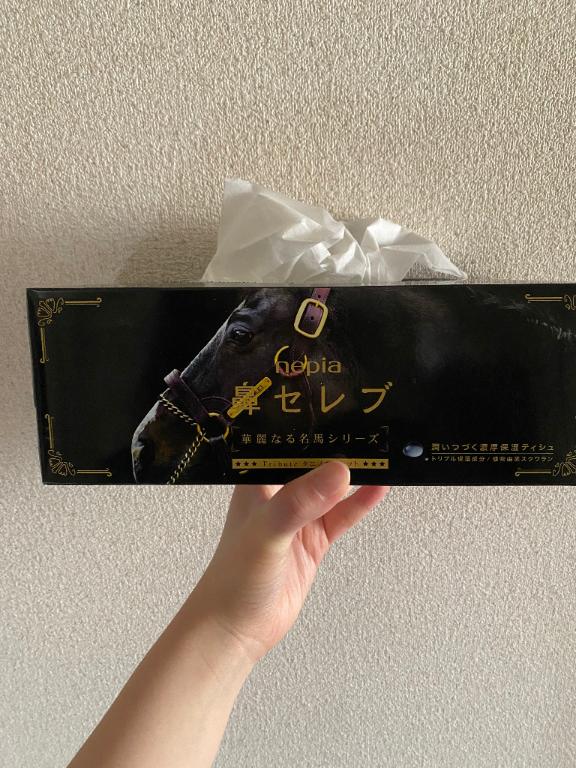 nepia
鼻セレブ
華麗なる名馬シリーズ
★★★ Tribute ★★★
潤いつづく濃厚保湿ティシュ
トリプル保湿成分 / 植物由来スクワラン